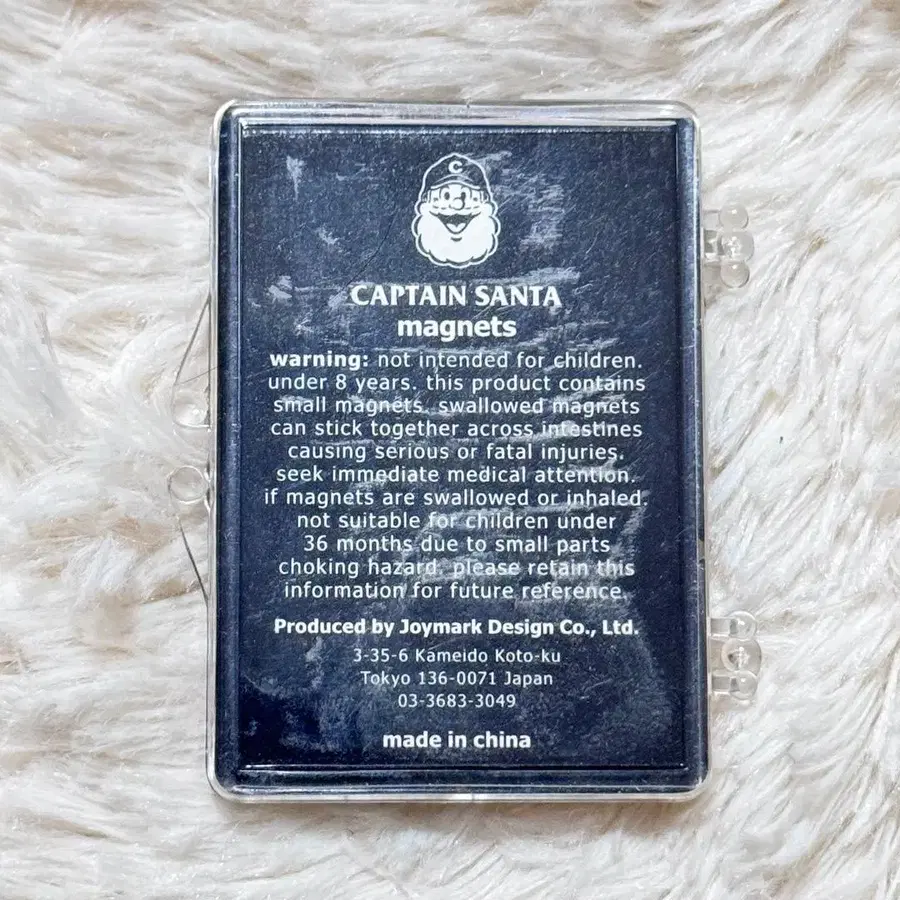 C
CAPTAIN SANTA
magnets
warning: not intended for children.
under 8 years. this product contains
small magnets. swallowed magnets
can stick together across intestines
causing serious or fatal injuries.
seek immediate medical attention.
if magnets are swallowed or inhaled.
not suitable for children under
36 months due to small parts
choking hazard. please retain this
information for future reference.
Produced by Joymark Design Co., Ltd.
3-35-6 Kameido Koto-ku
Tokyo 136-0071 Japan
03-3683-3049
made in china